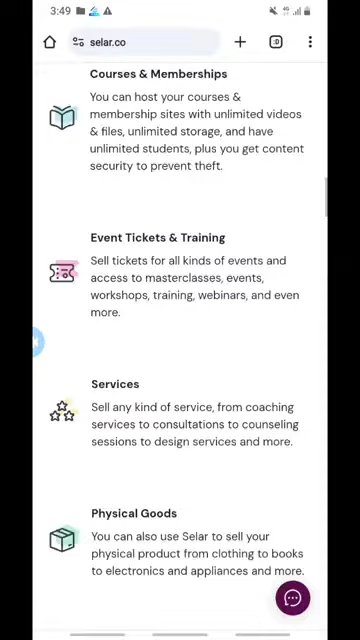 3:49
selar.co
:D
Courses & Memberships
You can host your courses &
membership sites with unlimited videos
& files, unlimited storage, and have
unlimited students, plus you get content
security to prevent theft.
Event Tickets & Training
Sell tickets for all kinds of events and
access to masterclasses, events,
workshops, training, webinars, and even
more.
Services
Sell any kind of service, from coaching
services to consultations to counseling
sessions to design services and more.
Physical Goods
You can also use Selar to sell your
physical product from clothing to books
to electronics and appliances and more.